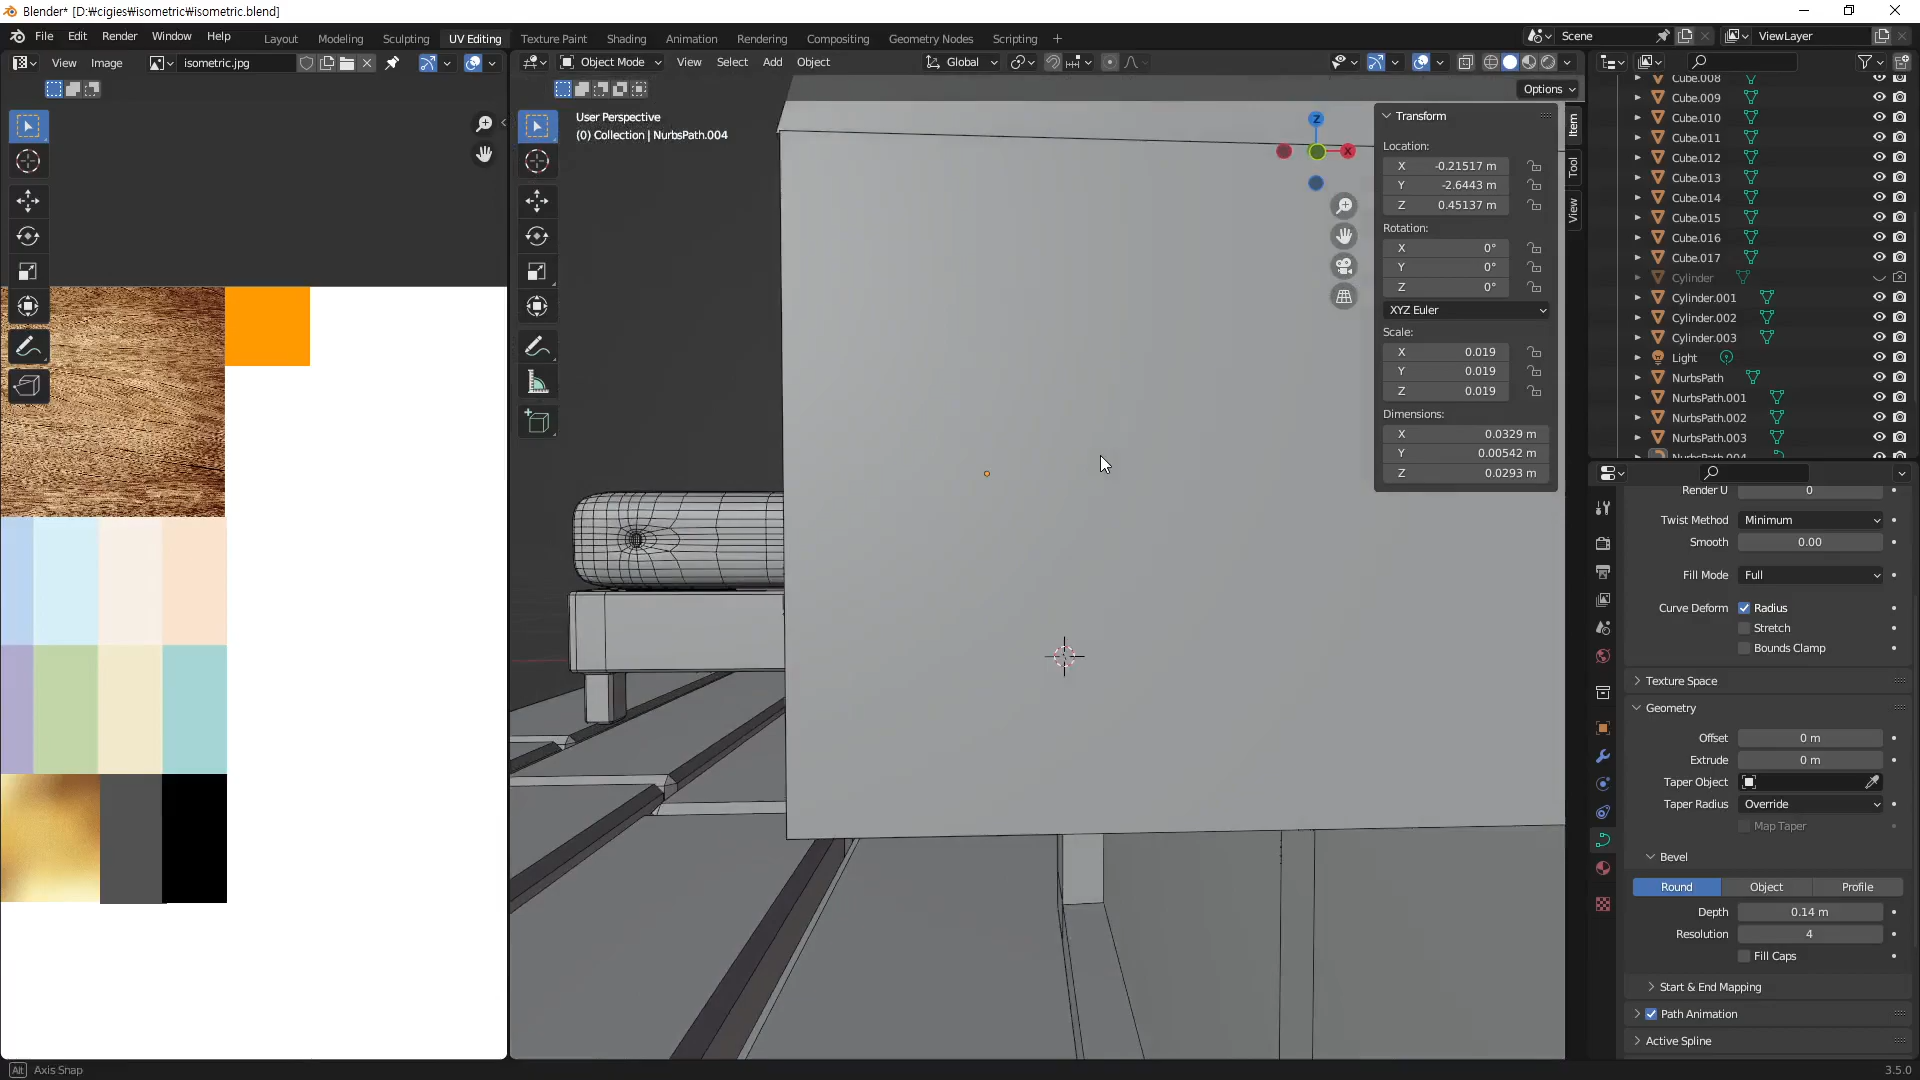 Blender* [D:￦cigies￦isometric￦isometric.blend]
File Edit Render Window Help Layout Modeling Sculpting UV Editing Texture Paint Shading Animation Rendering Compositing Geometry Nodes Scripting Scene ViewLayer
View Image isometric.jpg Object Mode View Select Add Object Global
Options
User Perspective
(0) Collection | NurbsPath.004
Z
X
Transform
Location:
X -0.21517 m
Y -2.6443 m
Z 0.45137 m
Rotation:
X 0°
Y 0°
Z 0°
XYZ Euler
Scale:
X 0.019
Y 0.019
Z 0.019
Dimensions:
X 0.0329 m
Y 0.00542 m
Z 0.0293 m
Item
Tool
View
Cube.008
Cube.009
Cube.010
Cube.011
Cube.012
Cube.013
Cube.014
Cube.015
Cube.016
Cube.017
Cylinder
Cylinder.001
Cylinder.002
Cylinder.003
Light
NurbsPath
NurbsPath.001
NurbsPath.002
NurbsPath.003
NurbsPath.004
Render U 0
Twist Method Minimum
Smooth 0.00
Fill Mode Full
Curve Deform Radius
Stretch
Bounds Clamp
Texture Space
Geometry
Offset 0 m
Extrude 0 m
Taper Object
Taper Radius Override
Map Taper
Bevel
Round Object Profile
Depth 0.14 m
Resolution 4
Fill Caps
Start & End Mapping
Path Animation
Active Spline
Alt Axis Snap
3.5.0